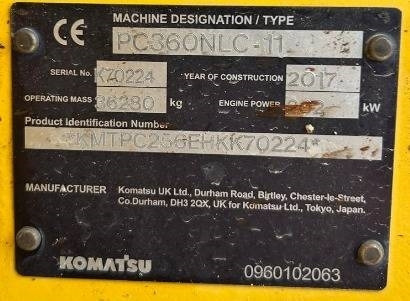 CE MACHINE DESIGNATION / TYPE
PC360NLC-11
SERIAL No. K70224 YEAR OF CONSTRUCTION 2017
OPERATING MASS 36280 kg ENGINE POWER kW
Product Identification Number
*KMTPC256EHKK70224*
MANUFACTURER Komatsu UK Ltd., Durham Road, Birtley, Chester-le-Street,
Co.Durham, DH3 2QX, UK for Komatsu Ltd., Tokyo, Japan.
KOMATSU 0960102063